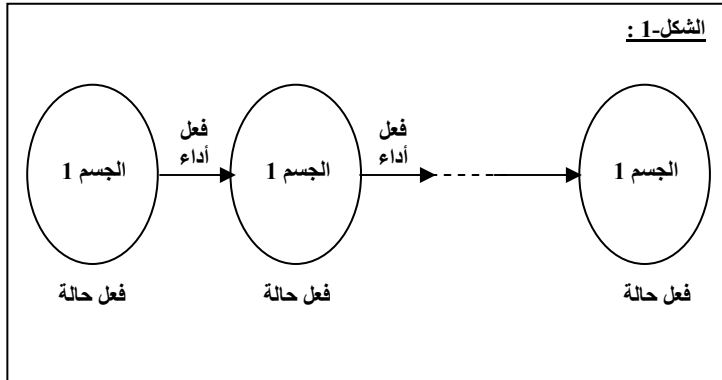 الشكل-1 :
فعل
أداء
فعل
أداء
الجسم 1
الجسم 1
الجسم 1
فعل حالة
فعل حالة
فعل حالة